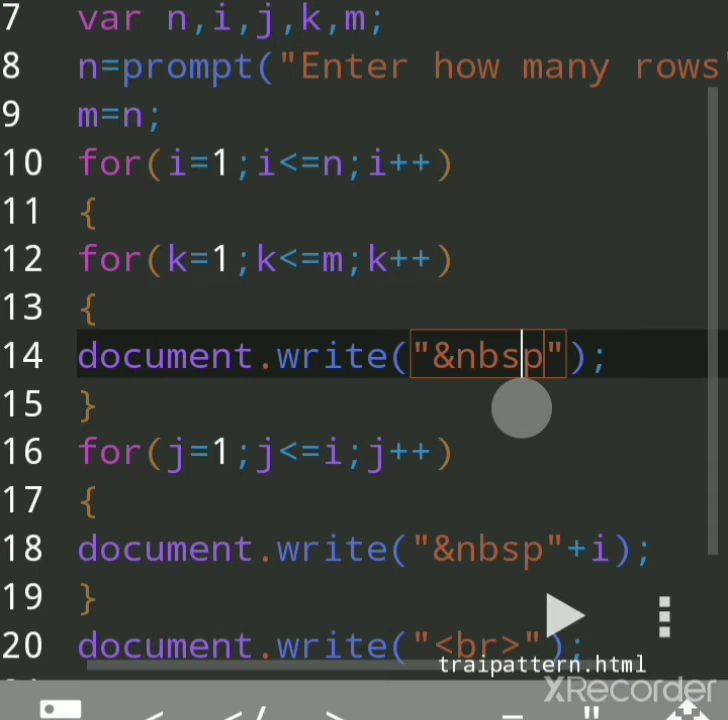 7 var n,i,j,k,m;
8 n=prompt("Enter how many rows
9 m=n;
10 for(i=1;i<=n;i++)
11 {
12 for(k=1;k<=m;k++)
13 {
14 document.write("&nbsp");
15 }
16 for(j=1;j<=i;j++)
17 {
18 document.write("&nbsp"+i);
19 }
20 document.write("<br>");
traipattern.html
XRecorder
< </ > _ "